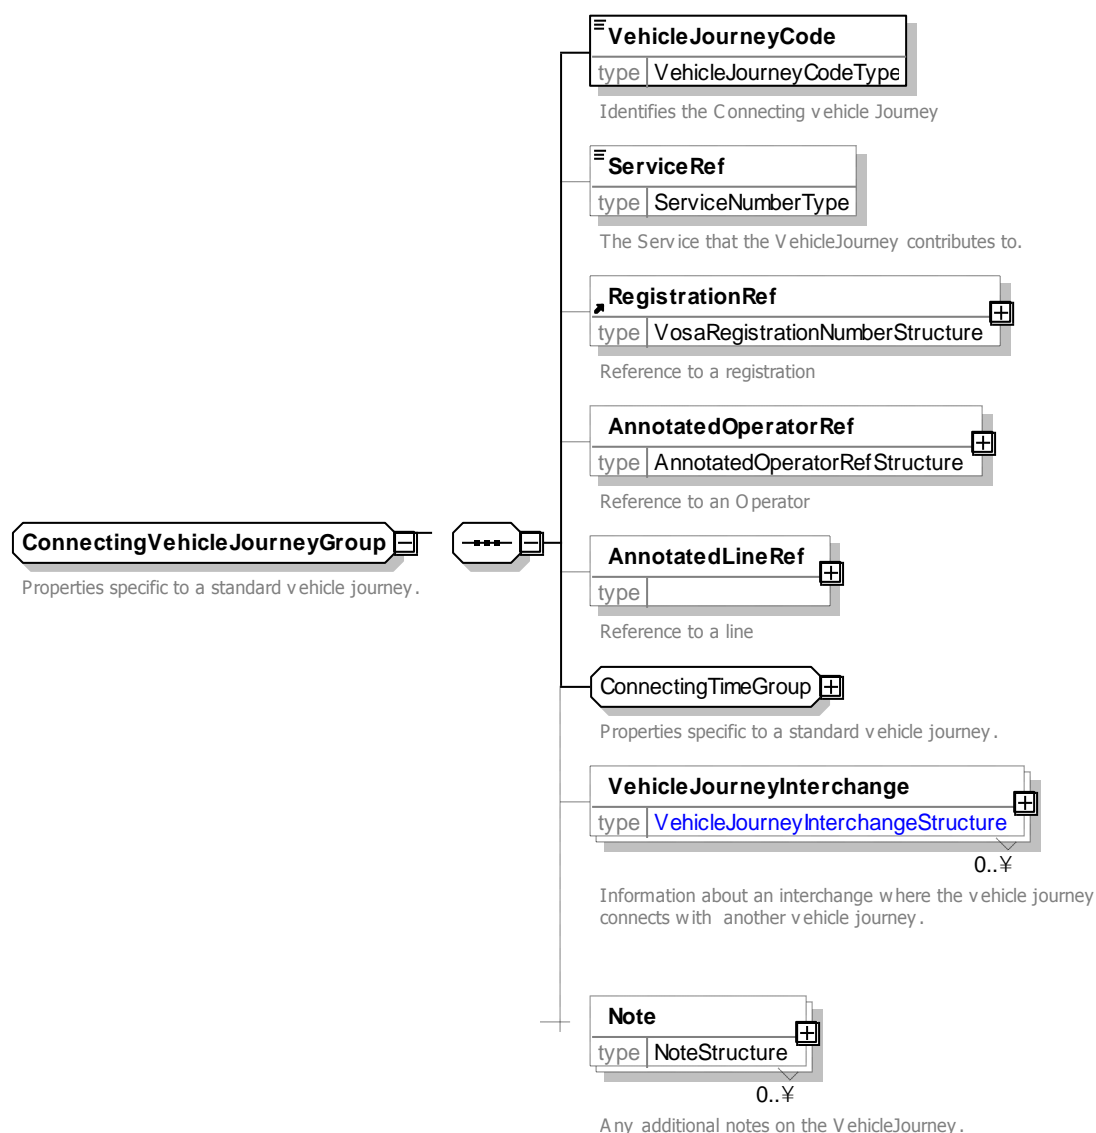 VehicleJourneyCode
type VehicleJourneyCodeType
Identifies the Connecting vehicle Journey
ServiceRef
type ServiceNumberType
The Service that the VehicleJourney contributes to.
RegistrationRef
type VosaRegistrationNumberStructure
Reference to a registration
AnnotatedOperatorRef
type AnnotatedOperatorRefStructure
Reference to an Operator
ConnectingVehicleJourneyGroup
Properties specific to a standard vehicle journey.
AnnotatedLineRef
type
Reference to a line
ConnectingTimeGroup
Properties specific to a standard vehicle journey.
VehicleJourneyInterchange
type VehicleJourneyInterchangeStructure
0..¥
Information about an interchange where the vehicle journey
connects with another vehicle journey.
Note
type NoteStructure
0..¥
Any additional notes on the VehicleJourney.